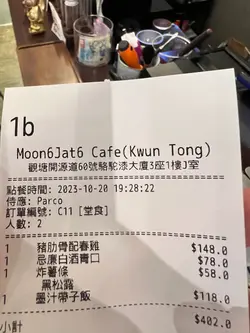 1b
Moon6Jat6 Cafe(Kwun Tong)
觀塘開源道60號駱駝漆大廈3座1樓J室
點餐時間: 2023-10-20 19:28:22
侍應: Parco
訂單編號: C11 [堂食]
人數: 2
1 豬肋骨配春雞 $148.0
1 忌廉白酒青口 $78.0
1 炸薯條 $58.0
黑松露
1 墨汁帶子飯 $118.0
小計 $402.0